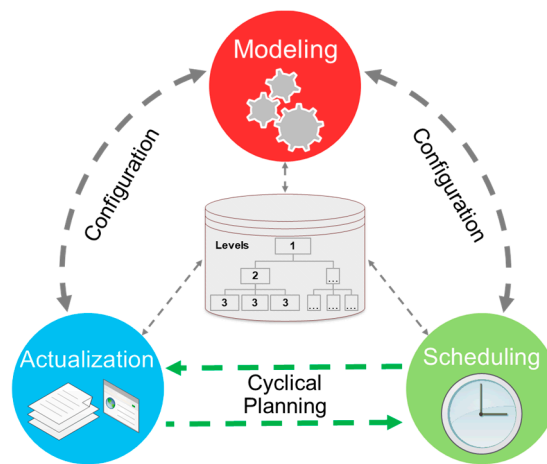 Modeling
Configuration
Configuration
Levels
1
2
...
3 3 3 ... ... ...
Actualization
Scheduling
Cyclical
Planning